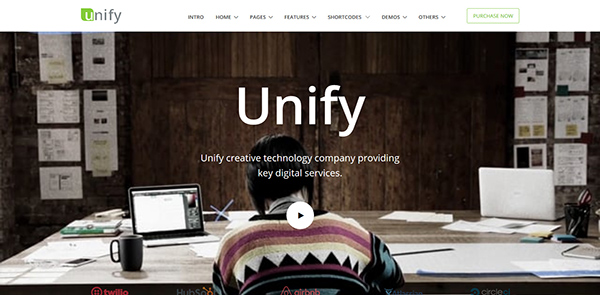 unify
INTRO HOME PAGES FEATURES SHORTCODES DEMOS OTHERS PURCHASE NOW
Unify
Unify creative technology company providing
key digital services.
twilio HubSpot airbnb circleci